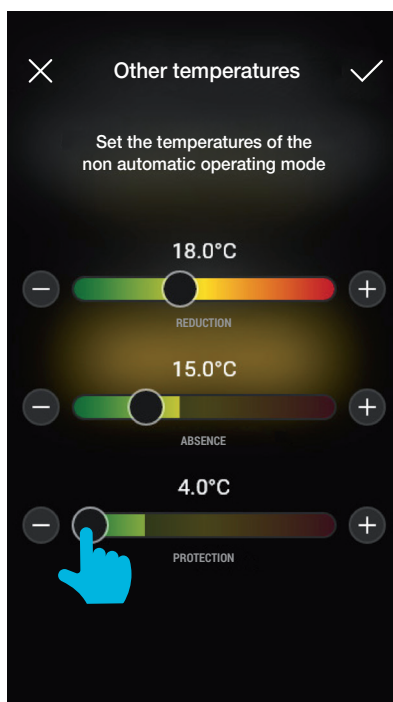 Other temperatures
Set the temperatures of the
non automatic operating mode
18.0°C
REDUCTION
15.0°C
ABSENCE
4.0°C
PROTECTION